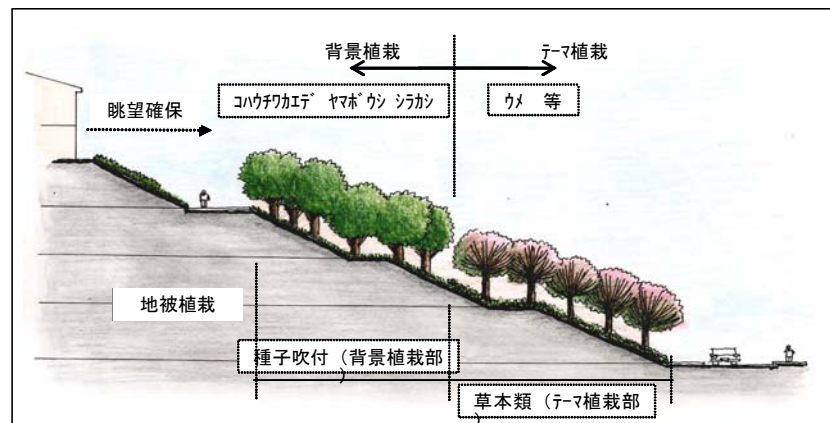 背景植栽 テーマ植栽
コハウチワカエデ ヤマボウシ シラカシ ウメ 等
眺望確保
地被植栽
種子吹付(背景植栽部
)
草本類(テーマ植栽部
)